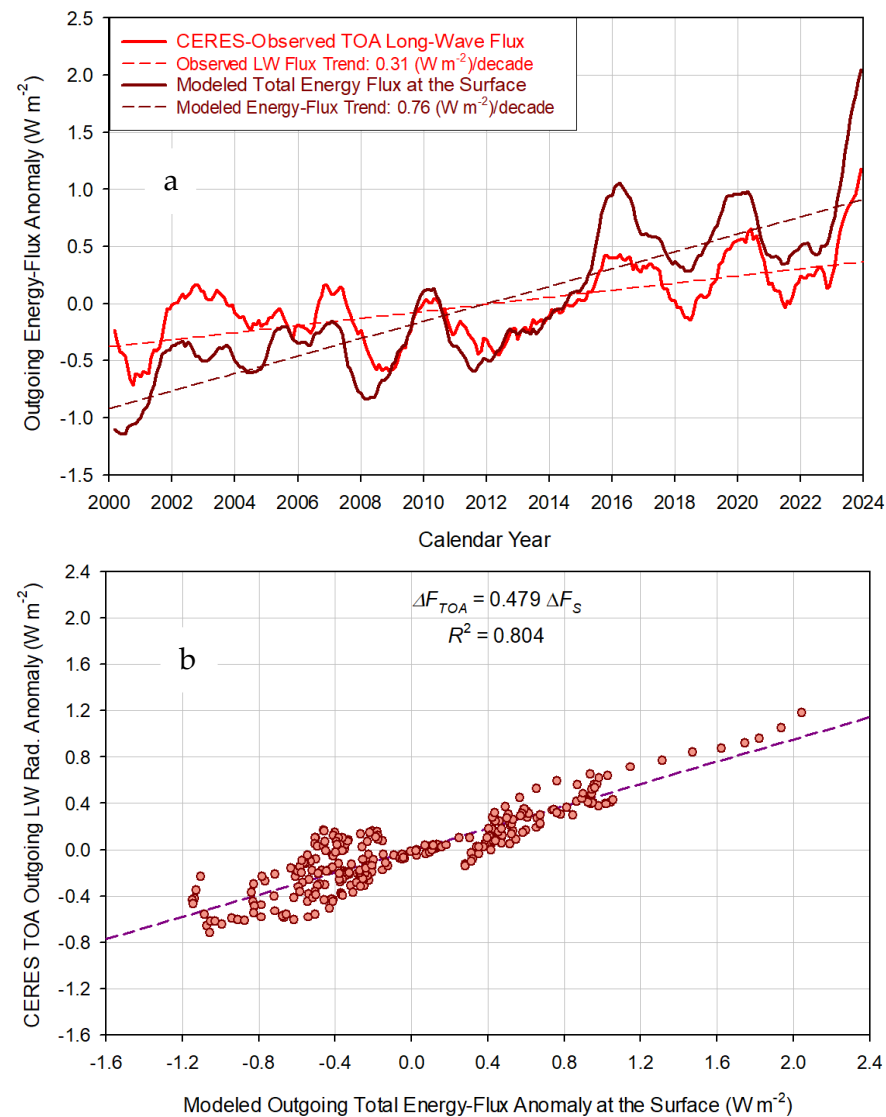 CERES-Observed TOA Long-Wave Flux
Observed LW Flux Trend: 0.31 (W m⁻²)/decade
Modeled Total Energy Flux at the Surface
Modeled Energy-Flux Trend: 0.76 (W m⁻²)/decade
a
Outgoing Energy-Flux Anomaly (W m⁻²)
2.5
2.0
1.5
1.0
0.5
0.0
-0.5
-1.0
-1.5
2000 2002 2004 2006 2008 2010 2012 2014 2016 2018 2020 2022 2024
Calendar Year
ΔF_TOA = 0.479 ΔF_S
R² = 0.804
b
CERES TOA Outgoing LW Rad. Anomaly (W m⁻²)
2.4
2.0
1.6
1.2
0.8
0.4
0.0
-0.4
-0.8
-1.2
-1.6
-1.6 -1.2 -0.8 -0.4 0.0 0.4 0.8 1.2 1.6 2.0 2.4
Modeled Outgoing Total Energy-Flux Anomaly at the Surface (W m⁻²)